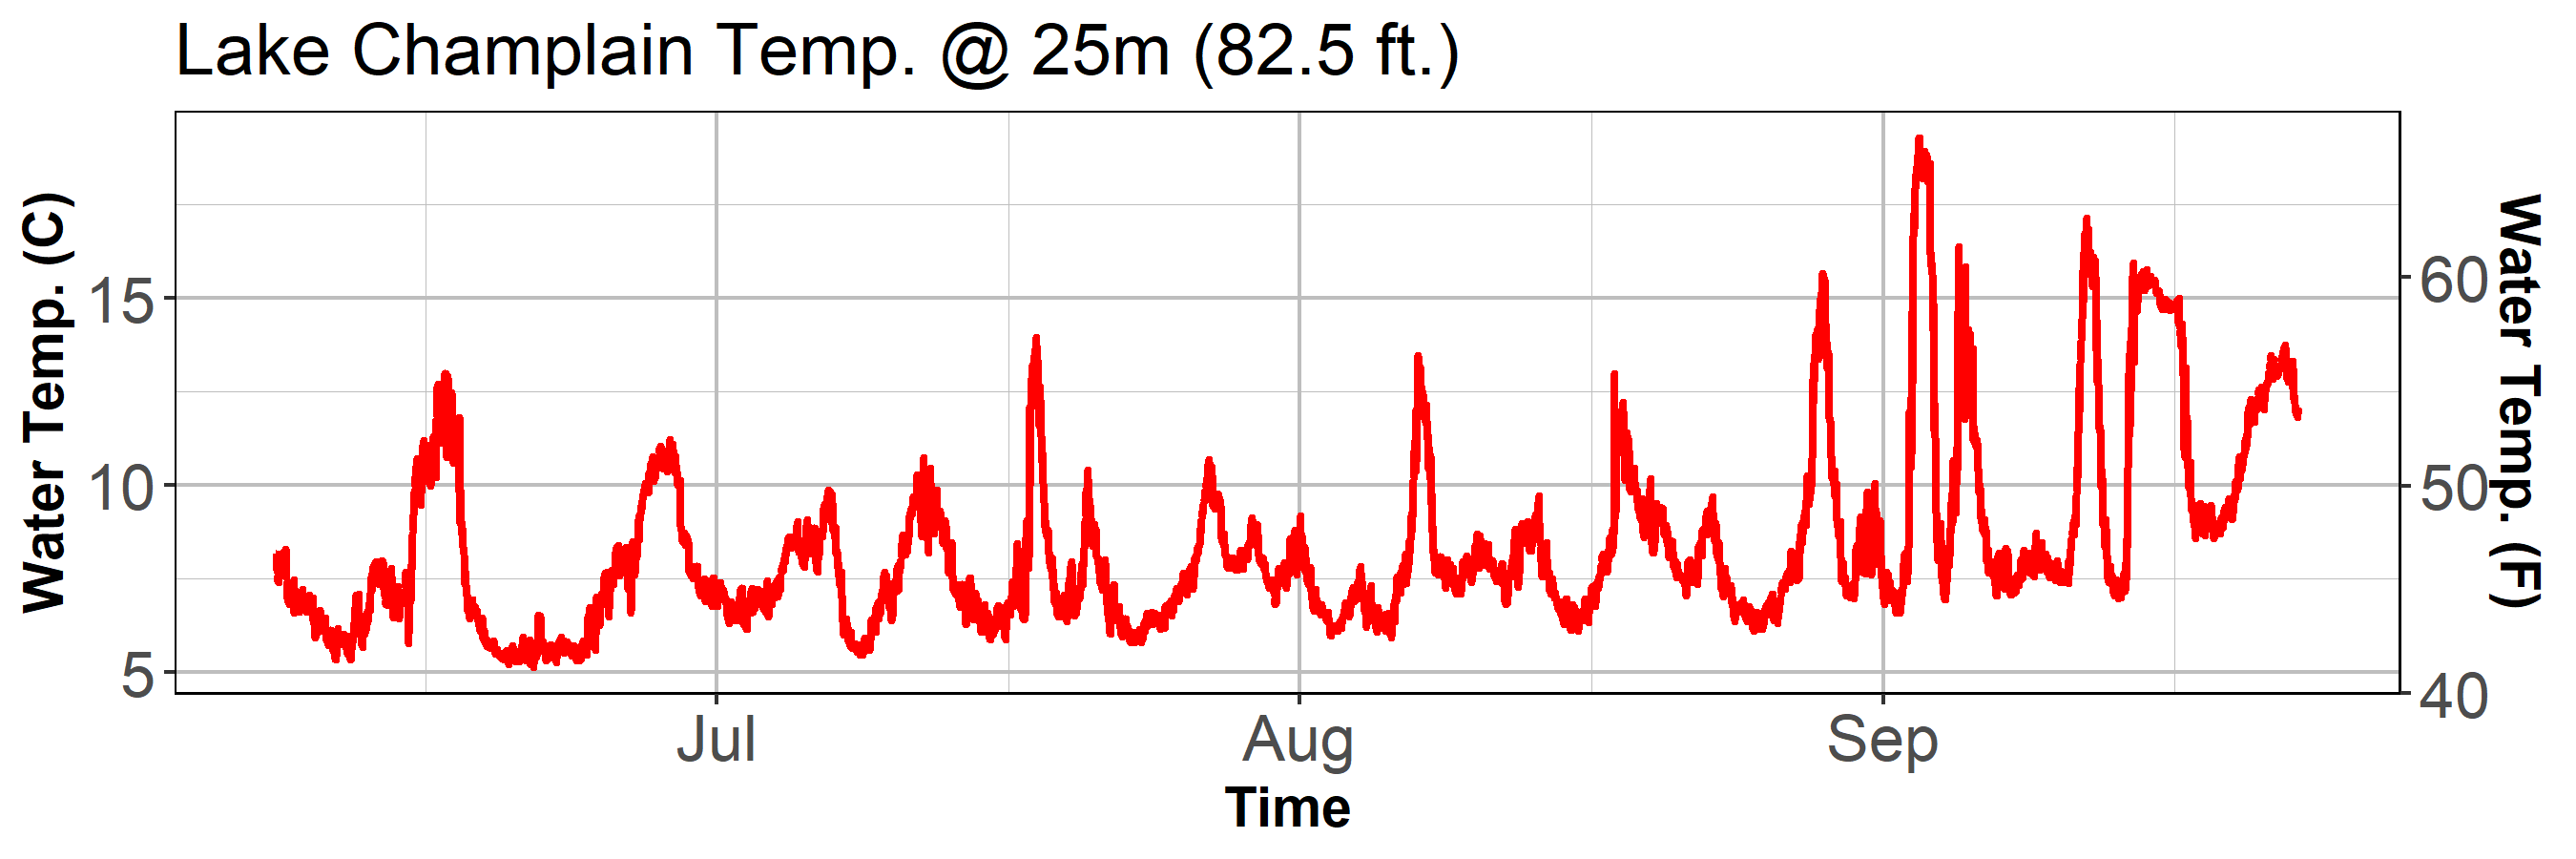 Lake Champlain Temp. @ 25m (82.5 ft.)
Water Temp. (C)
15
10
5
60
50
40
Water Temp. (F)
Jul Aug Sep
Time